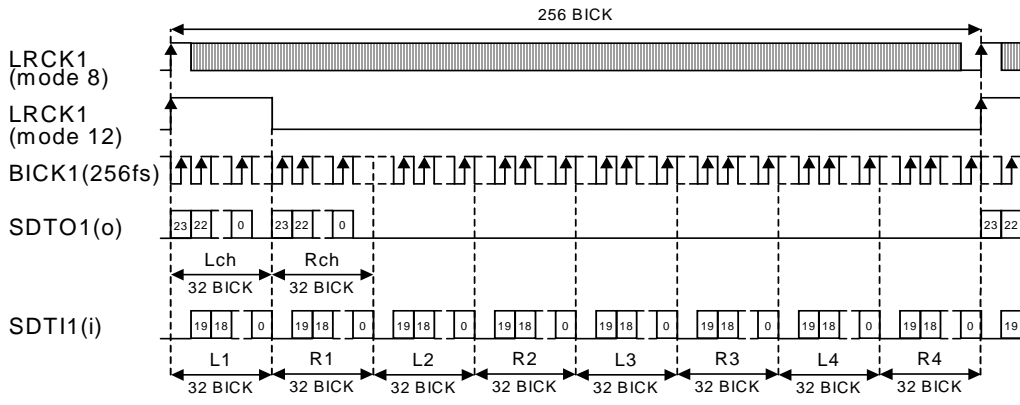 256 BICK
LRCK1
(mode 8)
LRCK1
(mode 12)
BICK1(256fs)
SDTO1(o)
23 22 0 23 22 0 23 22
Lch Rch
32 BICK 32 BICK
SDTI1(i)
19 18 0 19 18 0 19 18 0 19 18 0 19 18 0 19 18 0 19 18 0 19 18 0 19
L1 R1 L2 R2 L3 R3 L4 R4
32 BICK 32 BICK 32 BICK 32 BICK 32 BICK 32 BICK 32 BICK 32 BICK